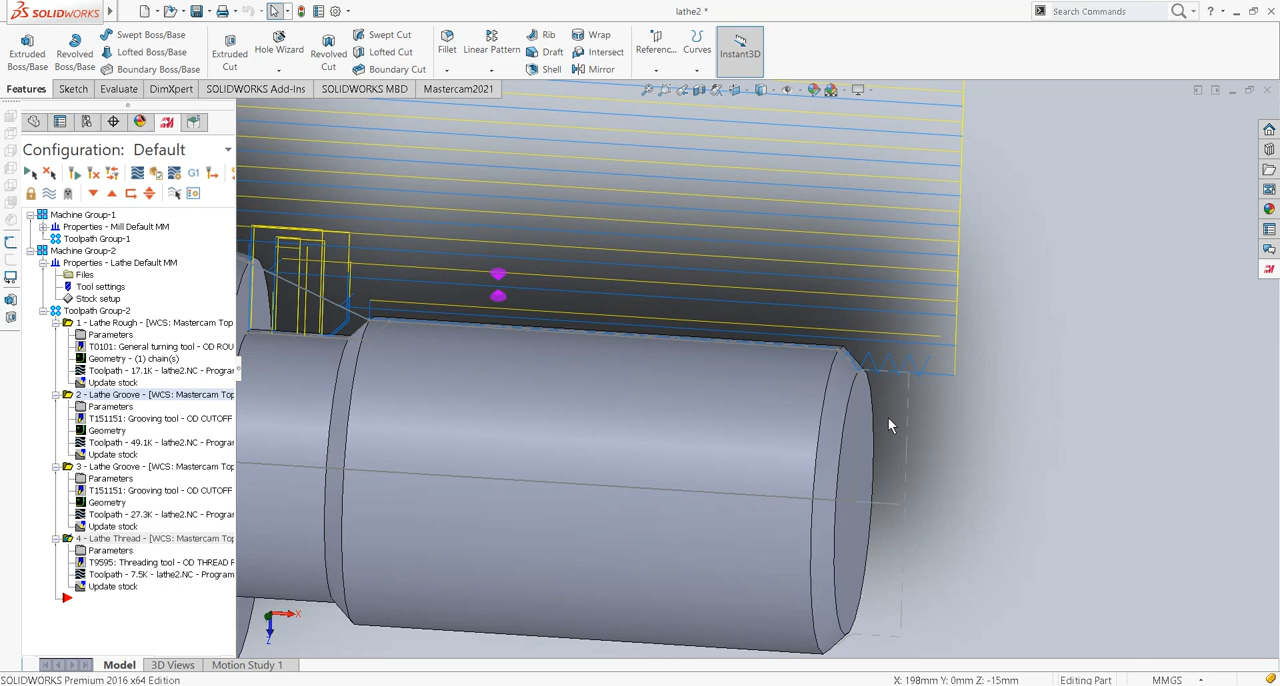 SOLIDWORKS
lathe2 *
Search Commands
?
Extruded Boss/Base
Revolved Boss/Base
Swept Boss/Base
Lofted Boss/Base
Boundary Boss/Base
Extruded Cut
Hole Wizard
Revolved Cut
Swept Cut
Lofted Cut
Boundary Cut
Fillet
Linear Pattern
Rib
Draft
Shell
Wrap
Intersect
Mirror
Referenc...
Curves
Instant3D
Features
Sketch
Evaluate
DimXpert
SOLIDWORKS Add-Ins
SOLIDWORKS MBD
Mastercam2021
Configuration: Default
G1
Machine Group-1
Properties - Mill Default MM
Toolpath Group-1
Machine Group-2
Properties - Lathe Default MM
Files
Tool settings
Stock setup
Toolpath Group-2
1 - Lathe Rough - [WCS: Mastercam Top
Parameters
T0101: General turning tool - OD ROU
Geometry - (1) chain(s)
Toolpath - 17.1K - lathe2.NC - Progra
Update stock
2 - Lathe Groove - [WCS: Mastercam Top
Parameters
T151151: Grooving tool - OD CUTOFF
Geometry
Toolpath - 49.1K - lathe2.NC - Progra
Update stock
3 - Lathe Groove - [WCS: Mastercam Top
Parameters
T151151: Grooving tool - OD CUTOFF
Geometry
Toolpath - 27.3K - lathe2.NC - Progra
Update stock
4 - Lathe Thread - [WCS: Mastercam Top
Parameters
T9595: Threading tool - OD THREAD R
Toolpath - 7.5K - lathe2.NC - Program
Update stock
X
Z
Model
3D Views
Motion Study 1
SOLIDWORKS Premium 2016 x64 Edition
X: 198mm Y: 0mm Z: -15mm
Editing Part
MMGS